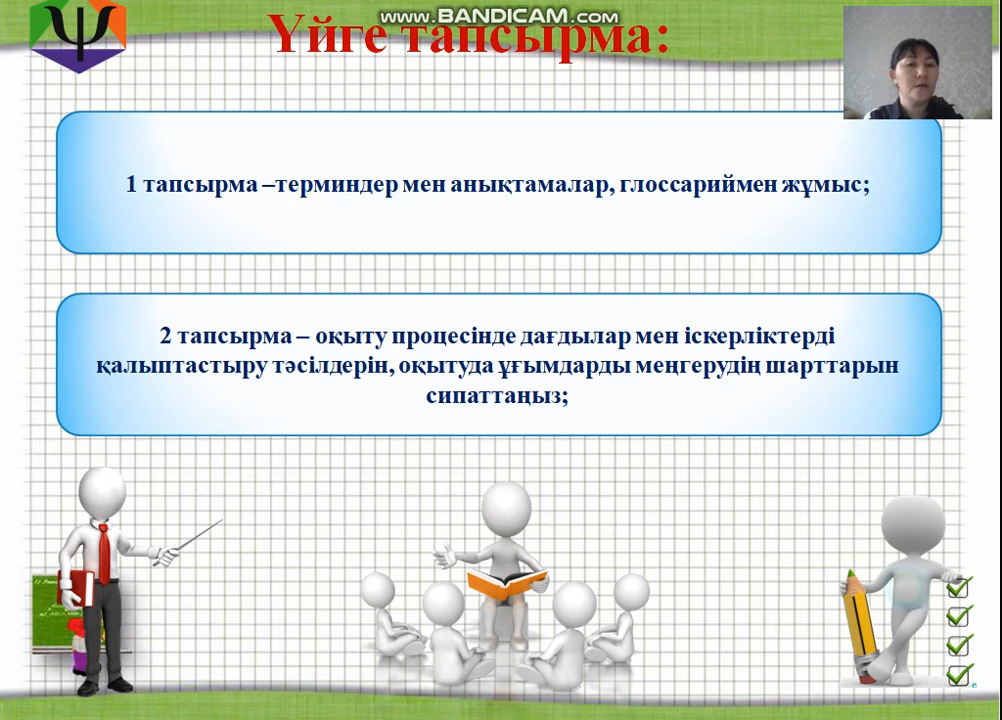 www.BANDICAM.com
Үйге тапсырма:
1 тапсырма –терминдер мен анықтамалар, глоссариймен жұмыс;
2 тапсырма – оқыту процесінде дағдылар мен іскерліктерді
қалыптастыру тәсілдерін, оқытуда ұғымдарды меңгерудің шарттарын
сипаттаңыз;